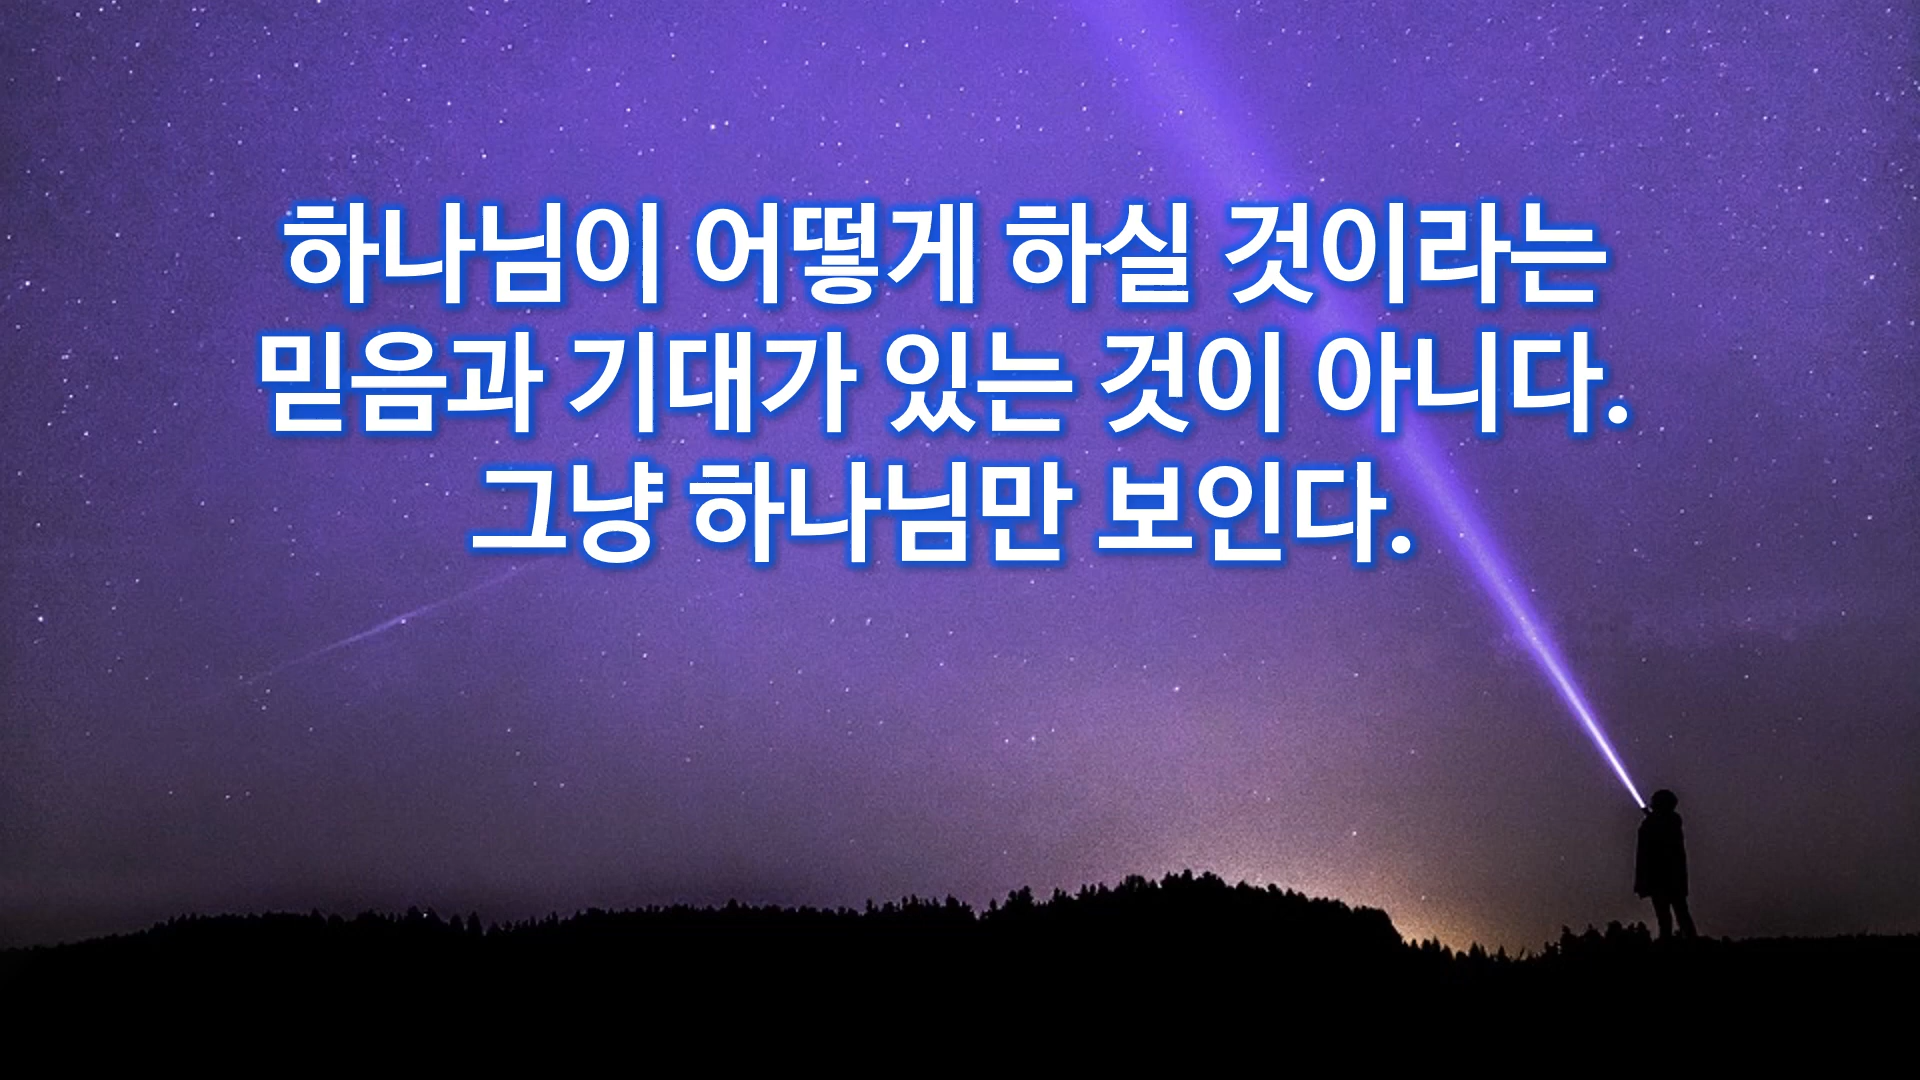 하나님이 어떻게 하실 것이라는
믿음과 기대가 있는 것이 아니다.
그냥 하나님만 보인다.